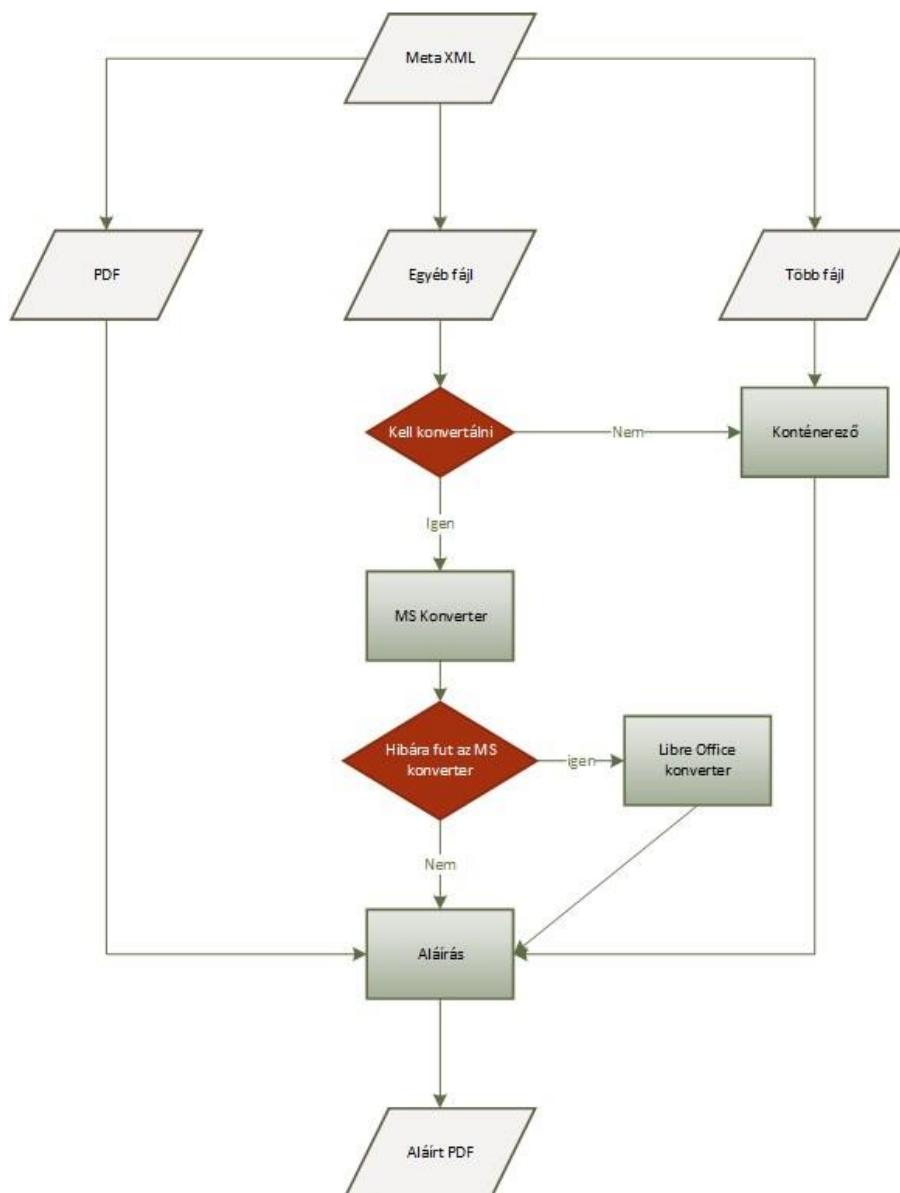 Meta XML
PDF
Egyéb fájl
Több fájl
Kell konvertálni
Nem
Konténerező
Igen
MS Konverter
Hibára fut az MS
konverter
igen
Libre Office
konverter
Nem
Aláírás
Aláírt PDF